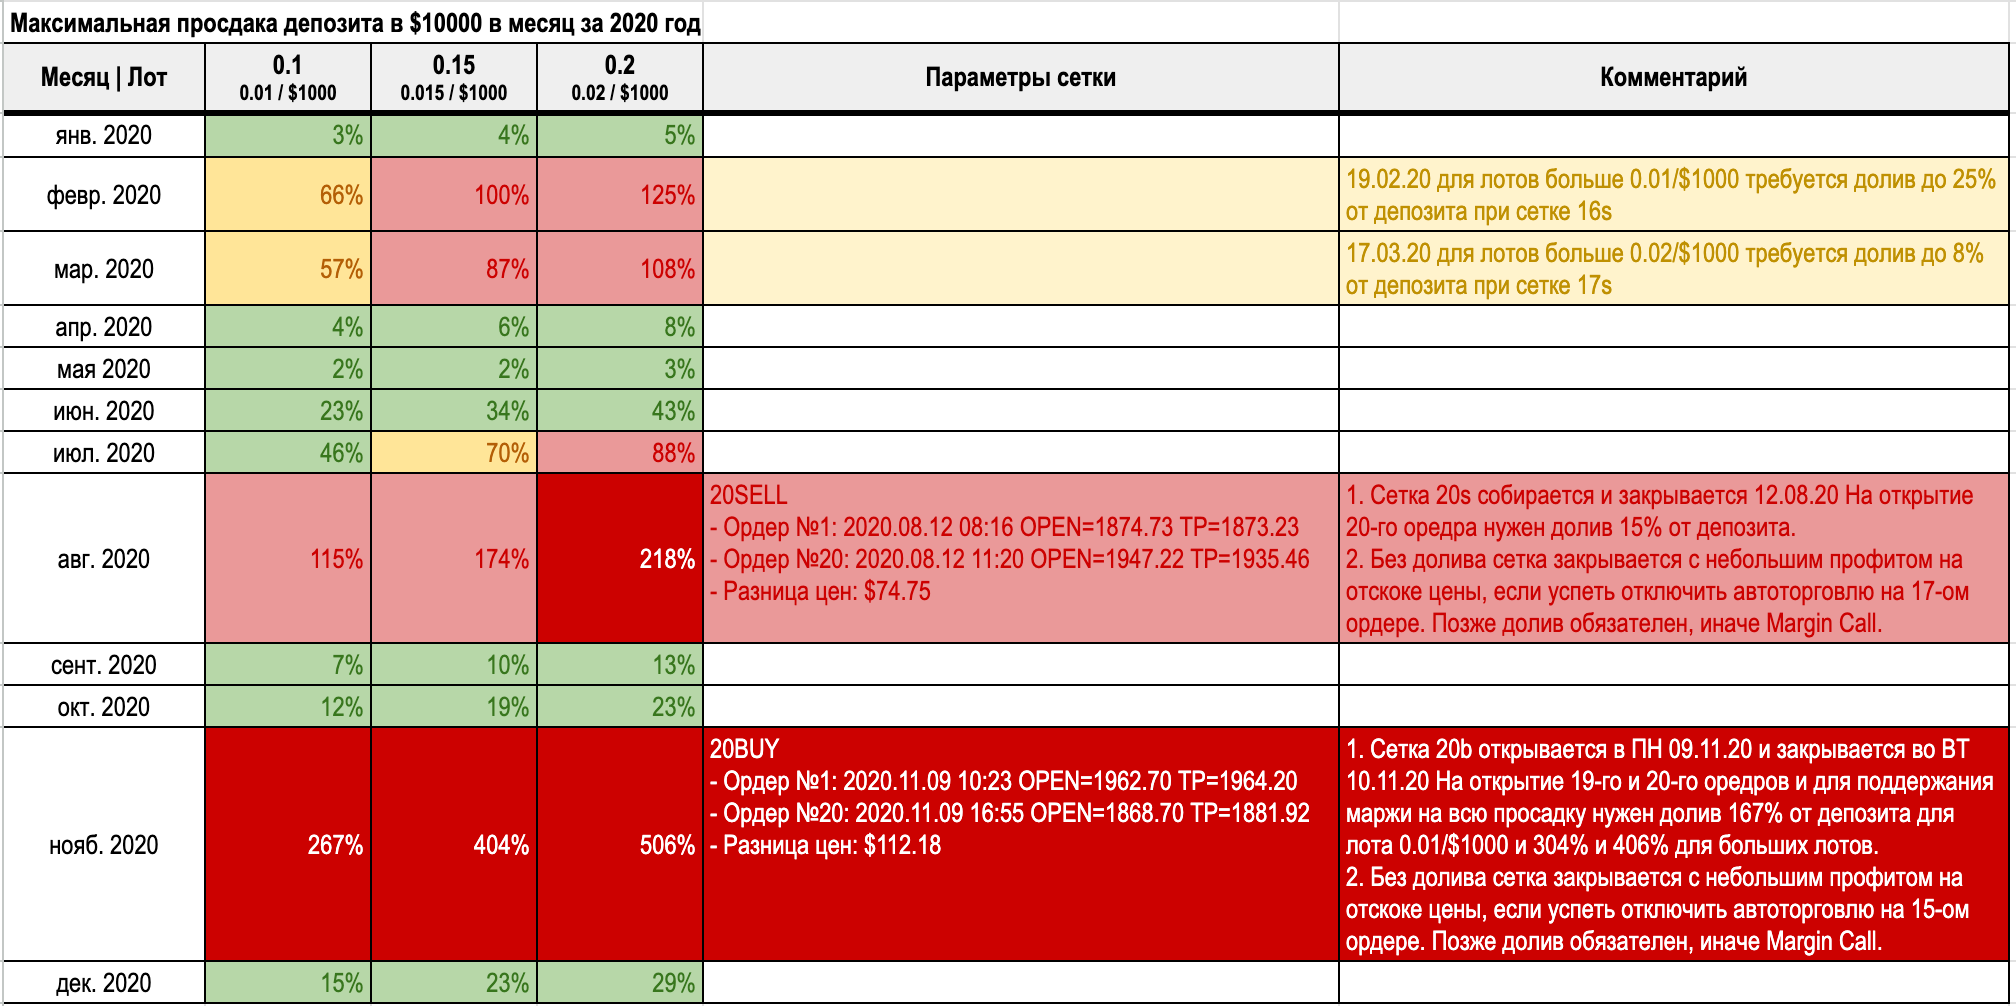 Максимальная просдака депозита в $10000 в месяц за 2020 год
Месяц | Лот
0.1
0.01 / $1000
0.15
0.015 / $1000
0.2
0.02 / $1000
Параметры сетки
Комментарий
янв. 2020
3%
4%
5%
февр. 2020
66%
100%
125%
19.02.20 для лотов больше 0.01/$1000 требуется долив до 25%
от депозита при сетке 16s
мар. 2020
57%
87%
108%
17.03.20 для лотов больше 0.02/$1000 требуется долив до 8%
от депозита при сетке 17s
апр. 2020
4%
6%
8%
мая 2020
2%
2%
3%
июн. 2020
23%
34%
43%
июл. 2020
46%
70%
88%
авг. 2020
115%
174%
218%
20SELL
- Ордер №1: 2020.08.12 08:16 OPEN=1874.73 TP=1873.23
- Ордер №20: 2020.08.12 11:20 OPEN=1947.22 TP=1935.46
- Разница цен: $74.75
1. Сетка 20s собирается и закрывается 12.08.20 На открытие
20-го оредра нужен долив 15% от депозита.
2. Без долива сетка закрывается с небольшим профитом на
отскоке цены, если успеть отключить автоторговлю на 17-ом
ордере. Позже долив обязателен, иначе Margin Call.
сент. 2020
7%
10%
13%
окт. 2020
12%
19%
23%
нояб. 2020
267%
404%
506%
20BUY
- Ордер №1: 2020.11.09 10:23 OPEN=1962.70 TP=1964.20
- Ордер №20: 2020.11.09 16:55 OPEN=1868.70 TP=1881.92
- Разница цен: $112.18
1. Сетка 20b открывается в ПН 09.11.20 и закрывается во ВТ
10.11.20 На открытие 19-го и 20-го оредров и для поддержания
маржи на всю просадку нужен долив 167% от депозита для
лота 0.01/$1000 и 304% и 406% для больших лотов.
2. Без долива сетка закрывается с небольшим профитом на
отскоке цены, если успеть отключить автоторговлю на 15-ом
ордере. Позже долив обязателен, иначе Margin Call.
дек. 2020
15%
23%
29%